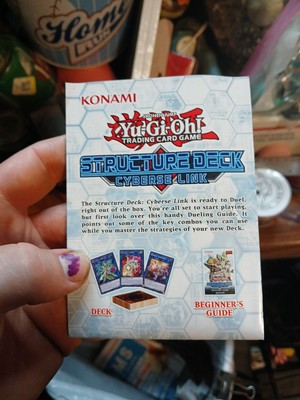 Home
PLUS
KONAMI
Yu-Gi-Oh!
TRADING CARD GAME
STRUCTURE DECK
CYBERSE LINK
The Structure Deck: Cyberse Link is ready to Duel,
right out of the box. You're all set to start playing,
but first look over this handy Dueling Guide. It
points out some of the key combos you can use
while you master the strategies of your new Deck.
DECK
BEGINNER'S
GUIDE